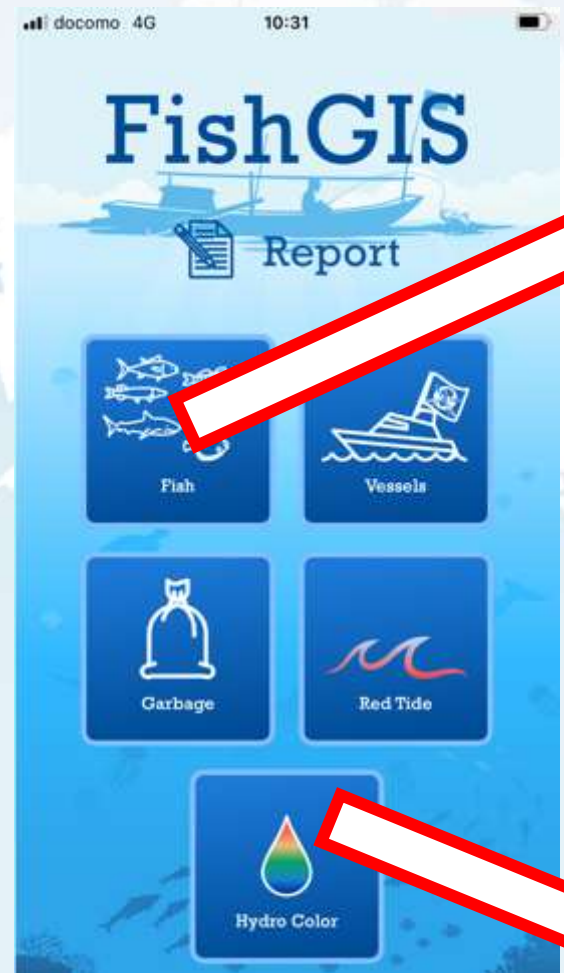 docomo 4G 10:31
FishGIS
Report
Fish
Vessels
Garbage
Red Tide
Hydro Color